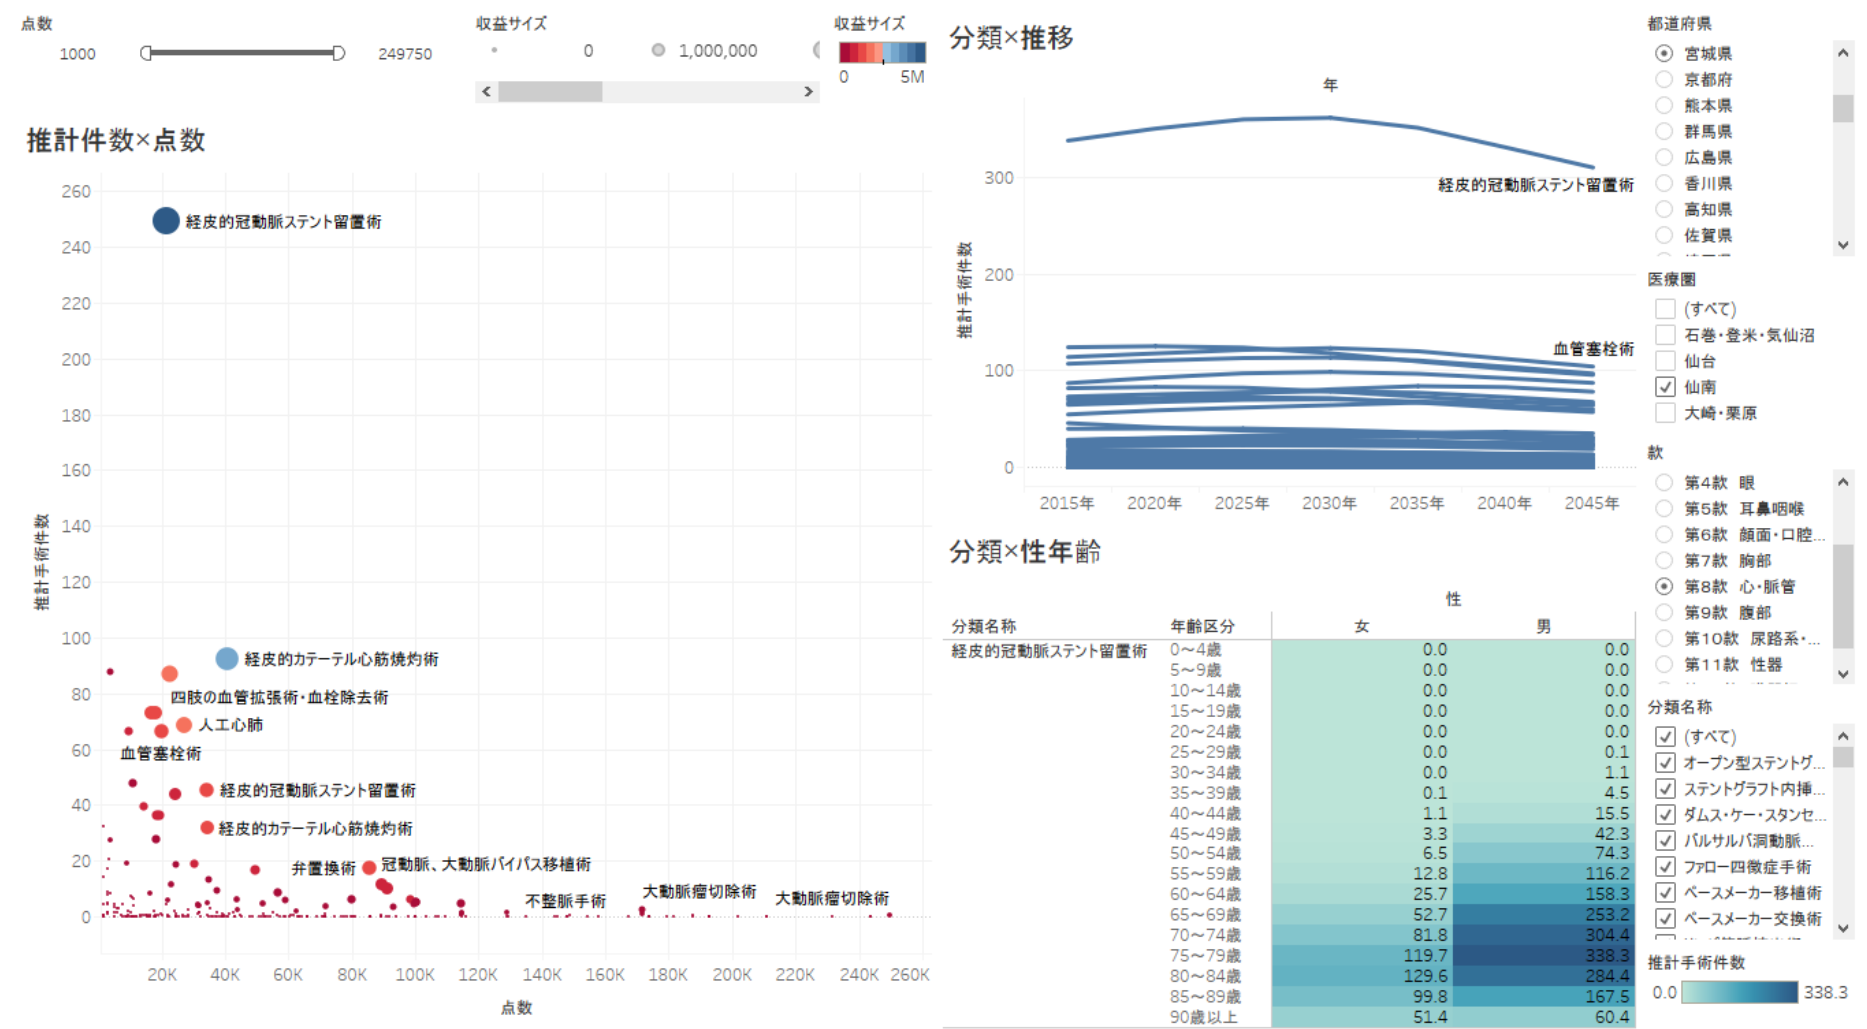 点数
1000
249750
収益サイズ
0
1,000,000
収益サイズ
0
5M
推計件数×点数
推計手術件数
260
240
220
200
180
160
140
120
100
80
60
40
20
0
経皮的冠動脈ステント留置術
経皮的カテーテル心筋焼灼術
四肢の血管拡張術・血栓除去術
人工心肺
血管塞栓術
経皮的冠動脈ステント留置術
経皮的カテーテル心筋焼灼術
弁置換術
冠動脈、大動脈バイパス移植術
不整脈手術
大動脈瘤切除術
大動脈瘤切除術
20K 40K 60K 80K 100K 120K 140K 160K 180K 200K 220K 240K 260K
点数
分類×推移
年
推計手術件数
300
200
100
0
経皮的冠動脈ステント留置術
血管塞栓術
2015年 2020年 2025年 2030年 2035年 2040年 2045年
分類×性年齢
性
分類名称 年齢区分 女 男
経皮的冠動脈ステント留置術 0~4歳 0.0 0.0
5~9歳 0.0 0.0
10~14歳 0.0 0.0
15~19歳 0.0 0.0
20~24歳 0.0 0.0
25~29歳 0.0 0.1
30~34歳 0.0 1.1
35~39歳 0.1 4.5
40~44歳 1.1 15.5
45~49歳 3.3 42.3
50~54歳 6.5 74.3
55~59歳 12.8 116.2
60~64歳 25.7 158.3
65~69歳 52.7 253.2
70~74歳 81.8 304.4
75~79歳 119.7 338.3
80~84歳 129.6 284.4
85~89歳 99.8 167.5
90歳以上 51.4 60.4
都道府県
宮城県
京都府
熊本県
群馬県
広島県
香川県
高知県
佐賀県
医療圏
(すべて)
石巻・登米・気仙沼
仙台
仙南
大崎・栗原
款
第4款 眼
第5款 耳鼻咽喉
第6款 顔面・口腔...
第7款 胸部
第8款 心・脈管
第9款 腹部
第10款 尿路系・...
第11款 性器
分類名称
(すべて)
オープン型ステントグ...
ステントグラフト内挿...
ダムス・ケー・スタンセ...
バルサルバ洞動脈...
ファロー四徴症手術
ペースメーカー移植術
ペースメーカー交換術
推計手術件数
0.0
338.3